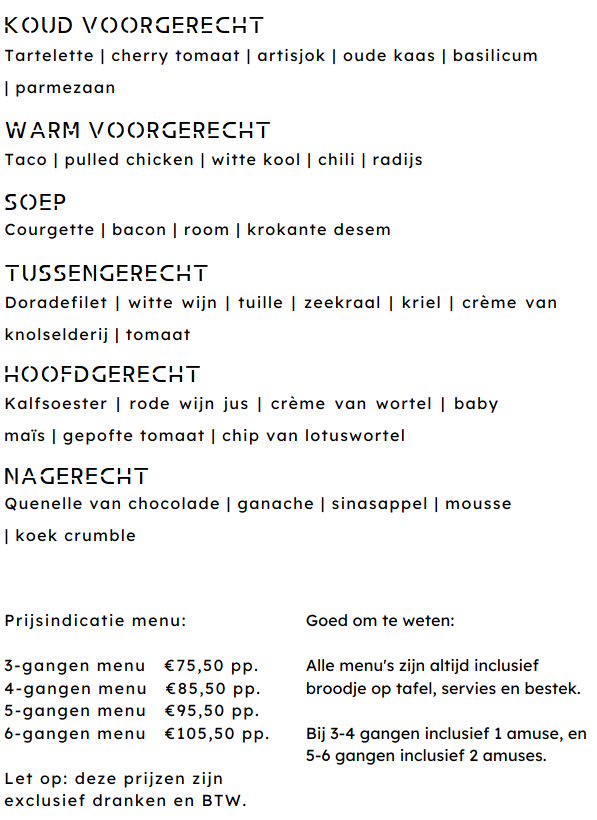 KOUD VOORGERECHT
Tartelette | cherry tomaat | artisjok | oude kaas | basilicum
| parmezaan
WARM VOORGERECHT
Taco | pulled chicken | witte kool | chili | radijs
SOEP
Courgette | bacon | room | krokante desem
TUSSENGERECHT
Doradefilet | witte wijn | tuille | zeekraal | kriel | crème van
knolselderij | tomaat
HOOFDGERECHT
Kalfsoester | rode wijn jus | crème van wortel | baby
maïs | gepofte tomaat | chip van lotuswortel
NAGERECHT
Quenelle van chocolade | ganache | sinasappel | mousse
| koek crumble
Prijsindicatie menu:
3-gangen menu €75,50 pp.
4-gangen menu €85,50 pp.
5-gangen menu €95,50 pp.
6-gangen menu €105,50 pp.
Let op: deze prijzen zijn
exclusief dranken en BTW.
Goed om te weten:
Alle menu's zijn altijd inclusief
broodje op tafel, servies en bestek.
Bij 3-4 gangen inclusief 1 amuse, en
5-6 gangen inclusief 2 amuses.